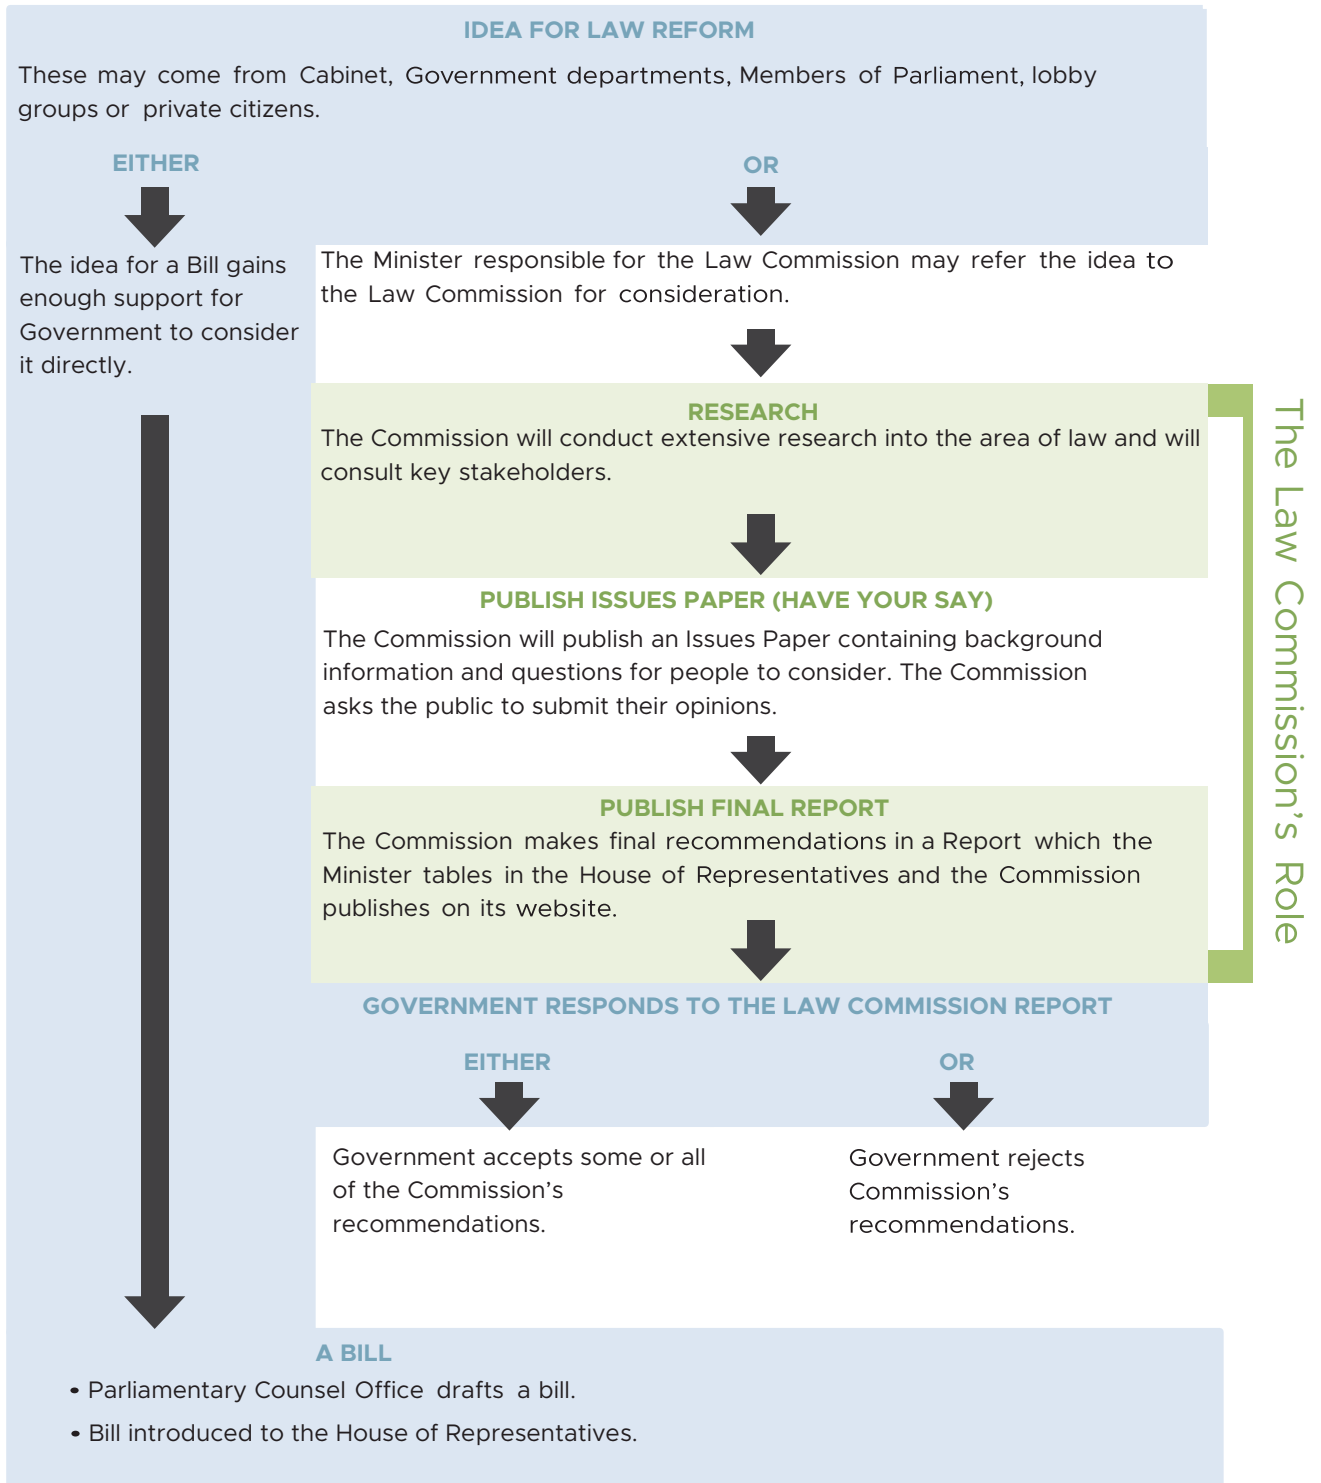 IDEA FOR LAW REFORM
These may come from Cabinet, Government departments, Members of Parliament, lobby
groups or private citizens.
EITHER
OR
The idea for a Bill gains
enough support for
Government to consider
it directly.
The Minister responsible for the Law Commission may refer the idea to
the Law Commission for consideration.
RESEARCH
The Commission will conduct extensive research into the area of law and will
consult key stakeholders.
PUBLISH ISSUES PAPER (HAVE YOUR SAY)
The Commission will publish an Issues Paper containing background
information and questions for people to consider. The Commission
asks the public to submit their opinions.
PUBLISH FINAL REPORT
The Commission makes final recommendations in a Report which the
Minister tables in the House of Representatives and the Commission
publishes on its website.
The Law Commission's Role
GOVERNMENT RESPONDS TO THE LAW COMMISSION REPORT
EITHER
OR
Government accepts some or all
of the Commission's
recommendations.
Government rejects
Commission's
recommendations.
A BILL
• Parliamentary Counsel Office drafts a bill.
• Bill introduced to the House of Representatives.